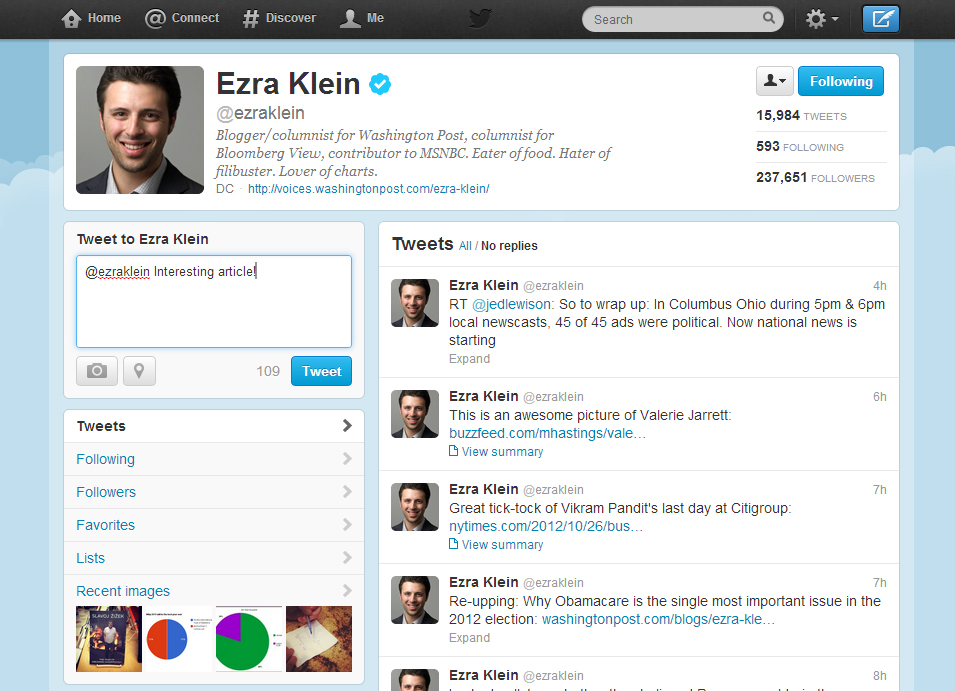 Home
Connect
Discover
Me
Search
Ezra Klein
@ezraklein
Blogger/columnist for Washington Post, columnist for
Bloomberg View, contributor to MSNBC. Eater of food. Hater of
filibuster. Lover of charts.
DC · http://voices.washingtonpost.com/ezra-klein/
Following
15,984 TWEETS
593 FOLLOWING
237,651 FOLLOWERS
Tweet to Ezra Klein
@ezraklein Interesting article!
109
Tweet
Tweets
Following
Followers
Favorites
Lists
Recent images
SLAVOJ ŽIŽEK
Tweets All / No replies
Ezra Klein @ezraklein 4h
RT @jedlewison: So to wrap up: In Columbus Ohio during 5pm & 6pm
local newscasts, 45 of 45 ads were political. Now national news is
starting
Expand
Ezra Klein @ezraklein 6h
This is an awesome picture of Valerie Jarrett:
buzzfeed.com/mhastings/vale…
View summary
Ezra Klein @ezraklein 7h
Great tick-tock of Vikram Pandit's last day at Citigroup:
nytimes.com/2012/10/26/bus…
View summary
Ezra Klein @ezraklein 7h
Re-upping: Why Obamacare is the single most important issue in the
2012 election: washingtonpost.com/blogs/ezra-kle…
Expand
Ezra Klein @ezraklein 8h